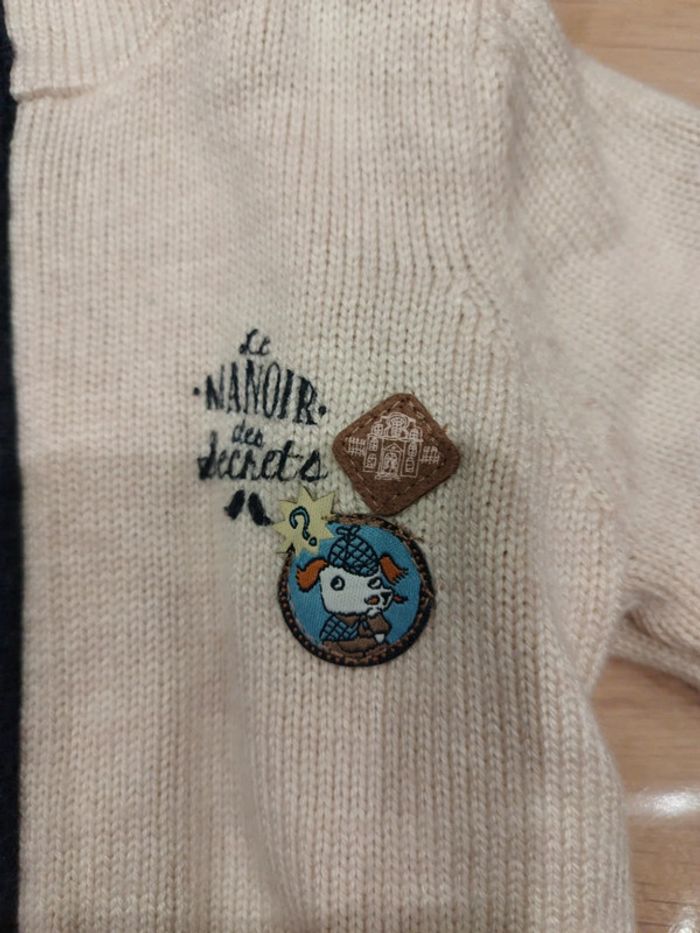 Le
·MANOIR·
des
Secrets
?